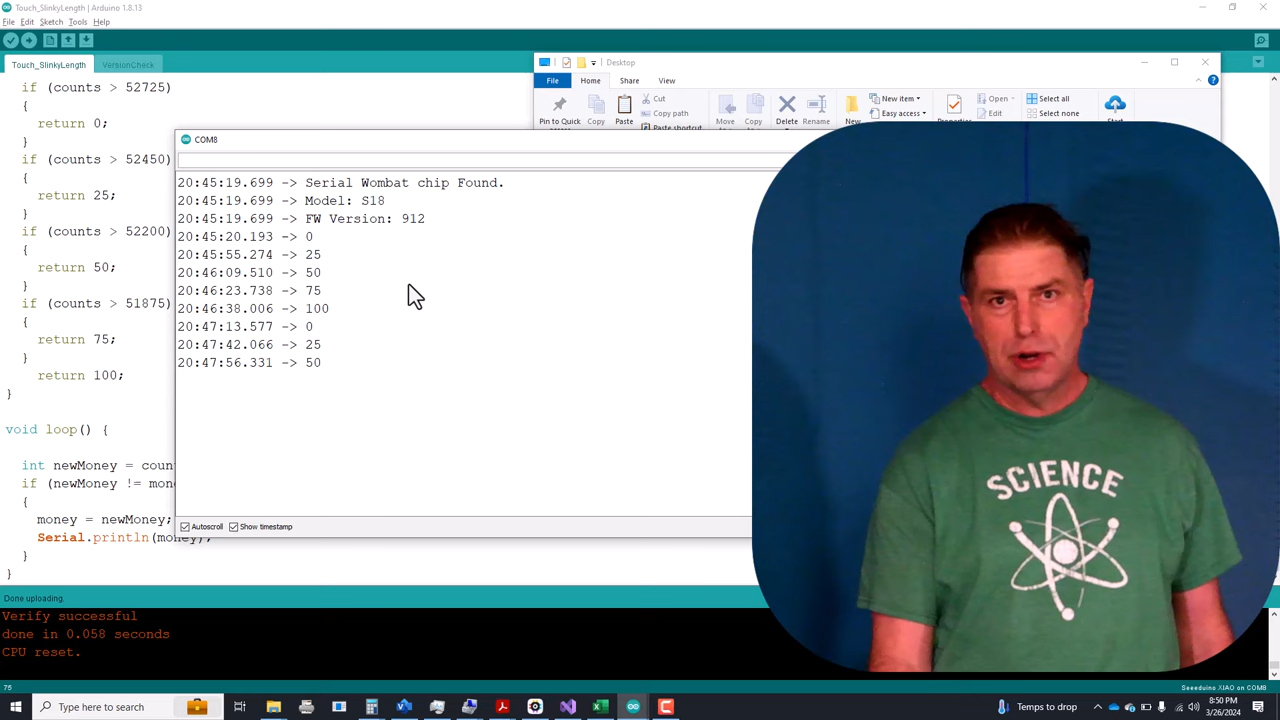 Touch_SlinkyLength | Arduino 1.8.13
File Edit Sketch Tools Help
Touch_SlinkyLength
VersionCheck
if (counts > 52725)
{
return 0;
}
if (counts > 52450)
{
return 25;
}
if (counts > 52200)
{
return 50;
}
if (counts > 51875)
{
return 75;
}
return 100;
}
void loop() {
int newMoney = coun
if (newMoney != mone
{
money = newMoney;
Serial.println(money);
}
}
Desktop
File Home Share View
Pin to Quick
Copy
Paste
Cut
Copy path
Paste shortcut
Delete
Rename
New
New item
Easy access
Properties
Open
Edit
Select all
Select none
COM8
20:45:19.699 -> Serial Wombat chip Found.
20:45:19.699 -> Model: S18
20:45:19.699 -> FW Version: 912
20:45:20.193 -> 0
20:45:55.274 -> 25
20:46:09.510 -> 50
20:46:23.738 -> 75
20:46:38.006 -> 100
20:47:13.577 -> 0
20:47:42.066 -> 25
20:47:56.331 -> 50
Autoscroll Show timestamp
SCIENCE
Done uploading.
Verify successful
done in 0.058 seconds
CPU reset.
75
Seeeduino XIAO on COM8
Type here to search
Temps to drop
8:50 PM
3/26/2024